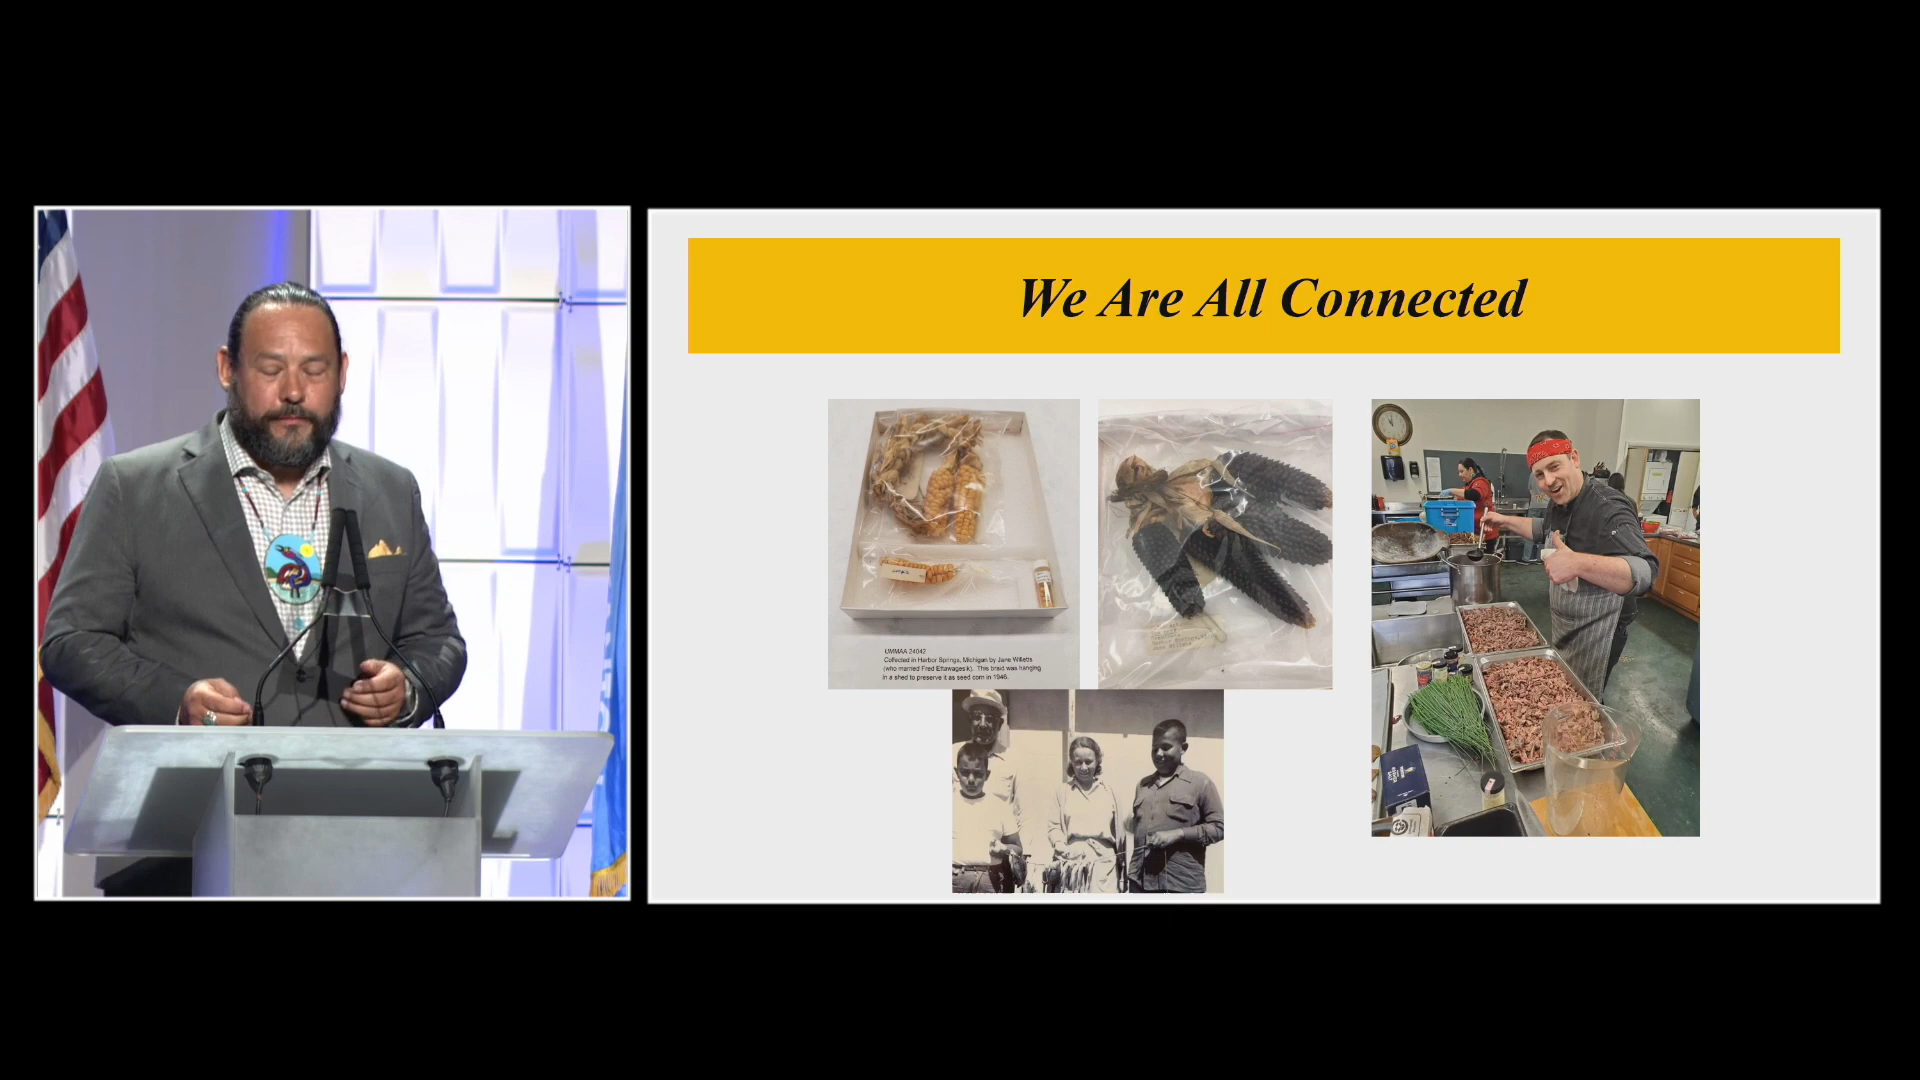 We Are All Connected
UMMAA 24042
Collected in Harbor Springs, Michigan by Jane Willetts
(who married Fred Ettawageshik). This braid was hanging
in a shed to preserve it as seed corn in 1946.